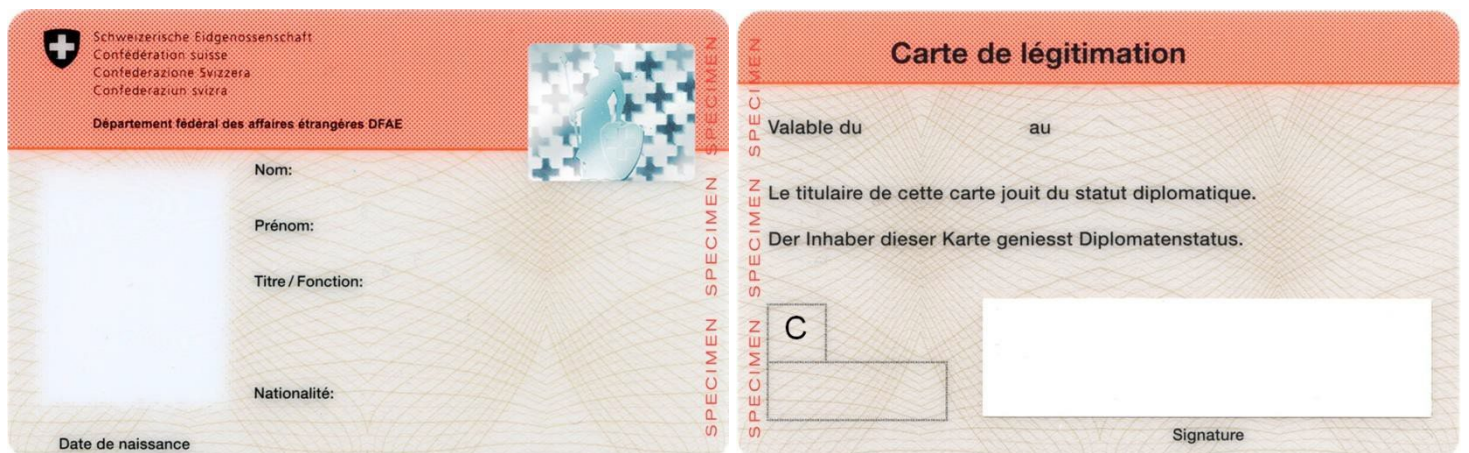 Schweizerische Eidgenossenschaft
Confédération suisse
Confederazione Svizzera
Confederaziun svizra
Département fédéral des affaires étrangères DFAE
Nom:
Prénom:
Titre / Fonction:
Nationalité:
Date de naissance
SPECIMEN SPECIMEN SPECIMEN
SPECIMEN SPECIMEN SPECIMEN
Carte de légitimation
Valable du au
Le titulaire de cette carte jouit du statut diplomatique.
Der Inhaber dieser Karte geniesst Diplomatenstatus.
C
Signature